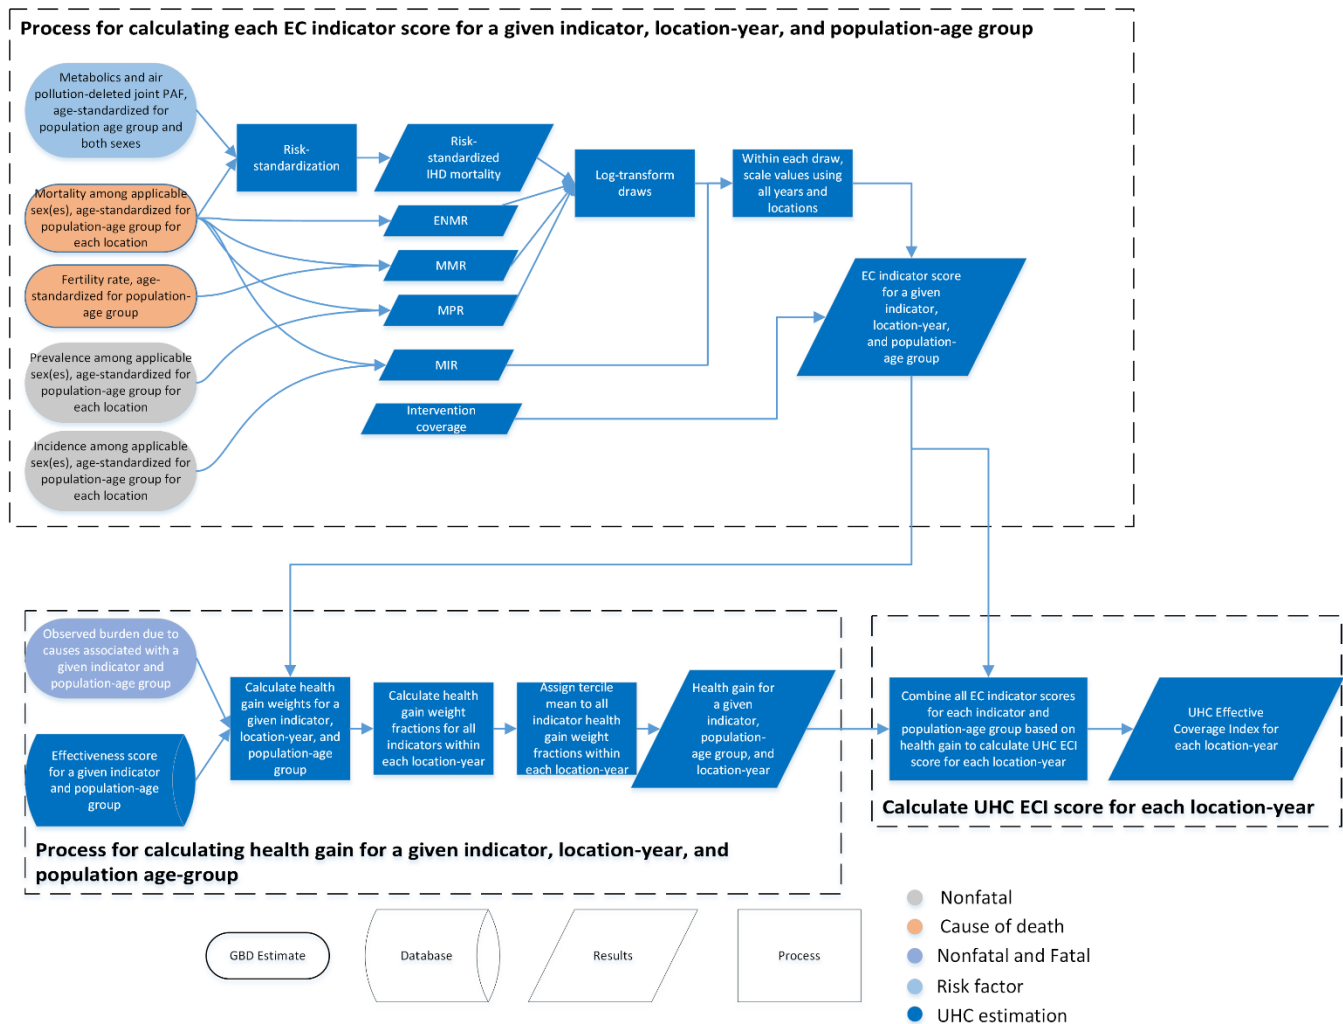 Process for calculating each EC indicator score for a given indicator, location-year, and population-age group
Metabolics and air
pollution-deleted joint PAF,
age-standardized for
population age group and
both sexes
Risk-
standardization
Risk-
standardized
IHD mortality
Log-transform
draws
Within each draw,
scale values using
all years and
locations
Mortality among applicable
sex(es), age-standardized for
population-age group for
each location
ENMR
MMR
Fertility rate, age-
standardized for population-
age group
MPR
EC indicator score
for a given
indicator,
location-year,
and population-
age group
Prevalence among applicable
sex(es), age-standardized for
population-age group for
each location
MIR
Intervention
coverage
Incidence among applicable
sex(es), age-standardized for
population-age group for
each location
Observed burden due to
causes associated with a
given indicator and
population-age group
Effectiveness score
for a given indicator
and population-age
group
Calculate health
gain weights for a
given indicator,
location-year, and
population-age
group
Calculate health
gain weight
fractions for all
indicators within
each location-year
Assign tercile
mean to all
indicator health
gain weight
fractions within
each location-year
Health gain for
a given
indicator,
population-
age group, and
location-year
Process for calculating health gain for a given indicator, location-year, and
population age-group
Combine all EC indicator scores
for each indicator and
population-age group based on
health gain to calculate UHC ECI
score for each location-year
UHC Effective
Coverage Index for
each location-year
Calculate UHC ECI score for each location-year
GBD Estimate
Database
Results
Process
Nonfatal
Cause of death
Nonfatal and Fatal
Risk factor
UHC estimation